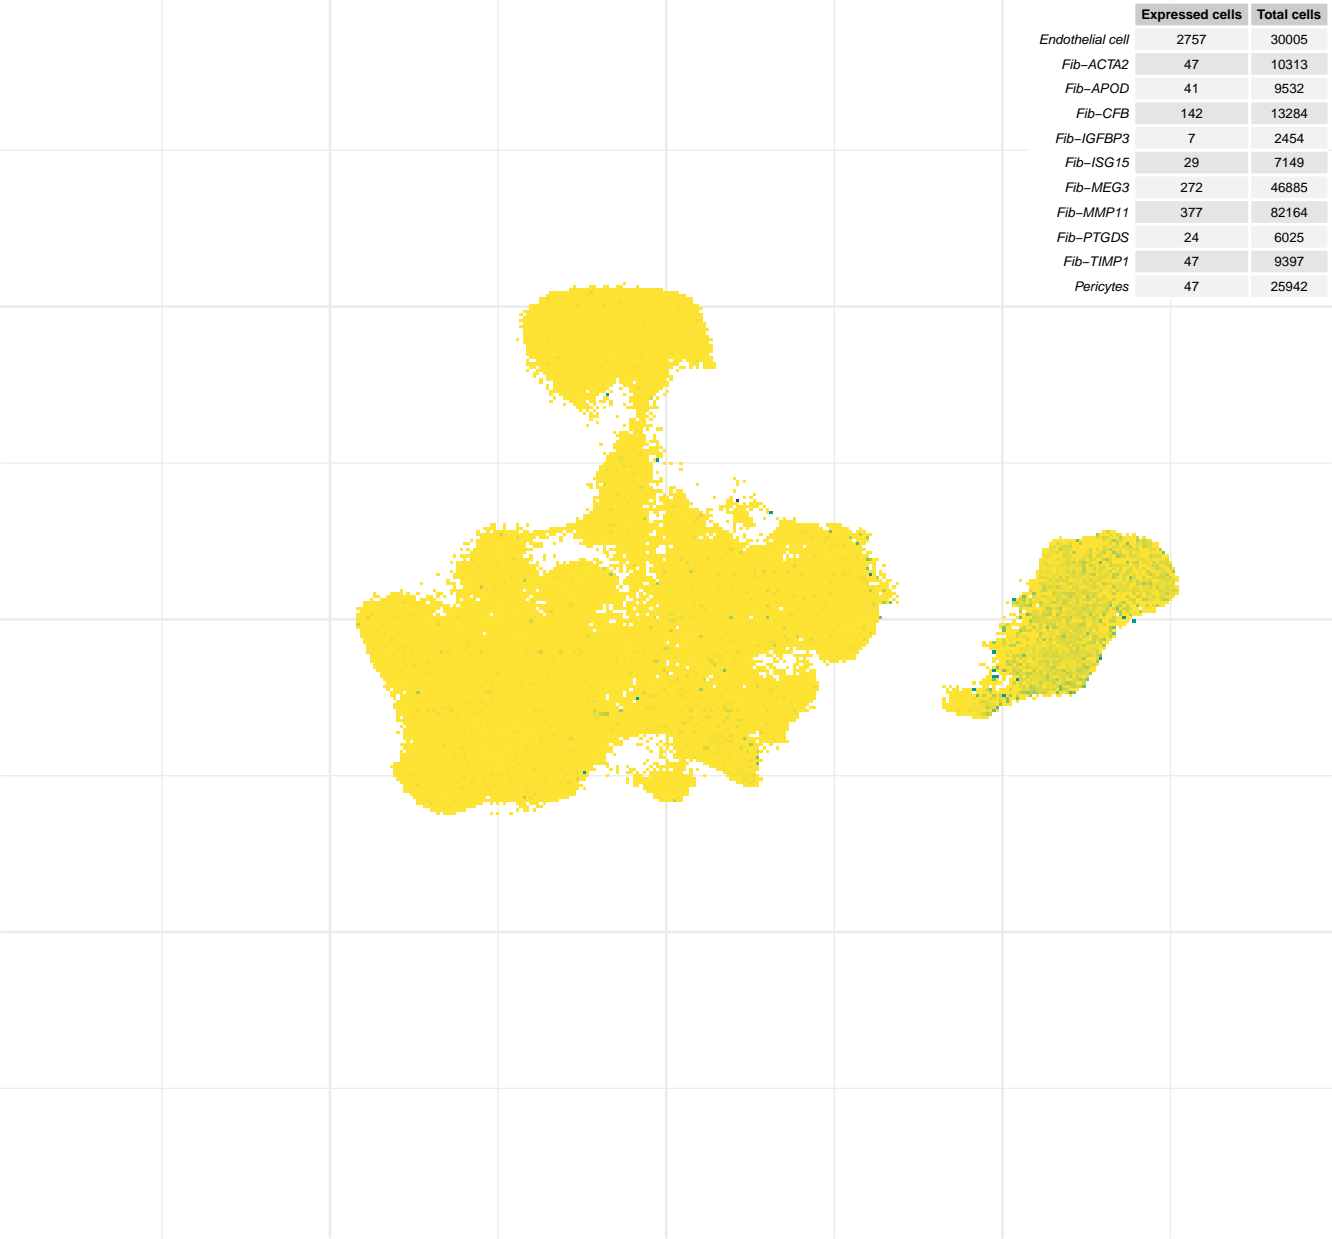 Expressed cells Total cells
Endothelial cell 2757 30005
Fib−ACTA2 47 10313
Fib−APOD 41 9532
Fib−CFB 142 13284
Fib−IGFBP3 7 2454
Fib−ISG15 29 7149
Fib−MEG3 272 46885
Fib−MMP11 377 82164
Fib−PTGDS 24 6025
Fib−TIMP1 47 9397
Pericytes 47 25942